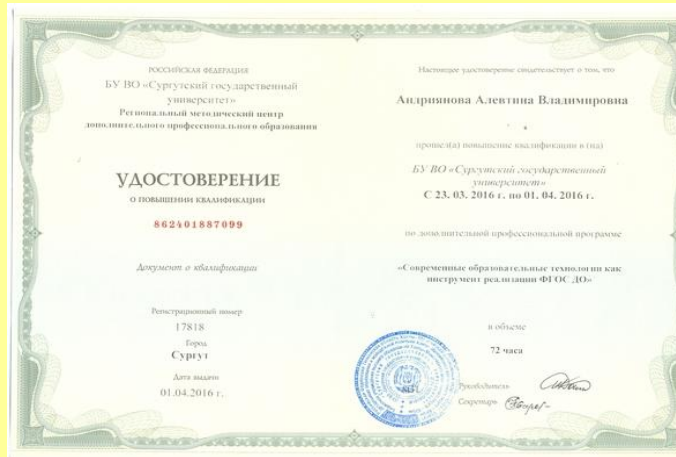 РОССИЙСКАЯ ФЕДЕРАЦИЯ
БУ ВО «Сургутский государственный
университет»
Региональный методический центр
дополнительного профессионального образования
УДОСТОВЕРЕНИЕ
О ПОВЫШЕНИИ КВАЛИФИКАЦИИ
862401887099
Документ о квалификации
Регистрационный номер
17818
Город
Сургут
Дата выдачи
01.04.2016 г.
Настоящее удостоверение свидетельствует о том, что
Андриянова Алевтина Владимировна
прошел(а) повышение квалификации в (на)
БУ ВО «Сургутский государственный
университет»
С 23. 03. 2016 г. по 01. 04. 2016 г.
по дополнительной профессиональной программе
«Современные образовательные технологии как
инструмент реализации ФГОС ДО»
в объеме
72 часа
Руководитель
Секретарь